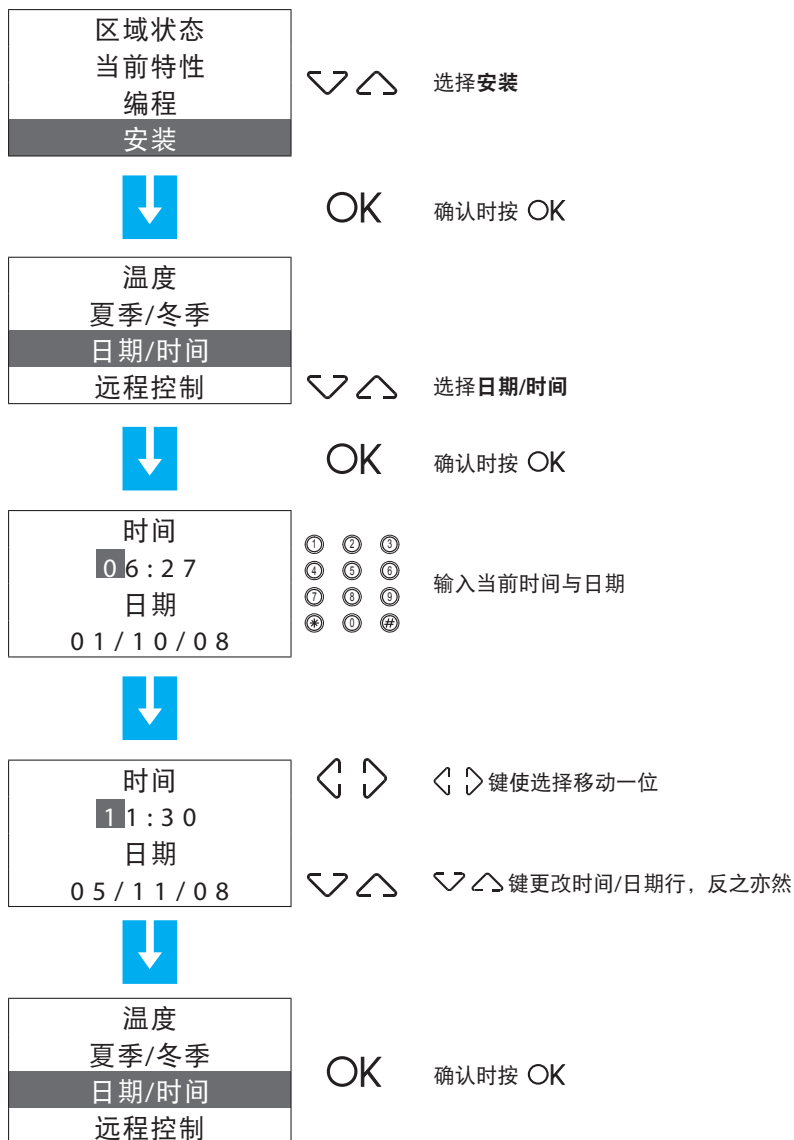 区域状态
当前特性
编程
安装
选择安装
OK 确认时按 OK
温度
夏季/冬季
日期/时间
远程控制
选择日期/时间
OK 确认时按 OK
时间
06:27
日期
01/10/08
1 2 3
4 5 6
7 8 9
* 0 #
输入当前时间与日期
时间
11:30
日期
05/11/08
键使选择移动一位
键更改时间/日期行，反之亦然
温度
夏季/冬季
日期/时间
远程控制
OK 确认时按 OK